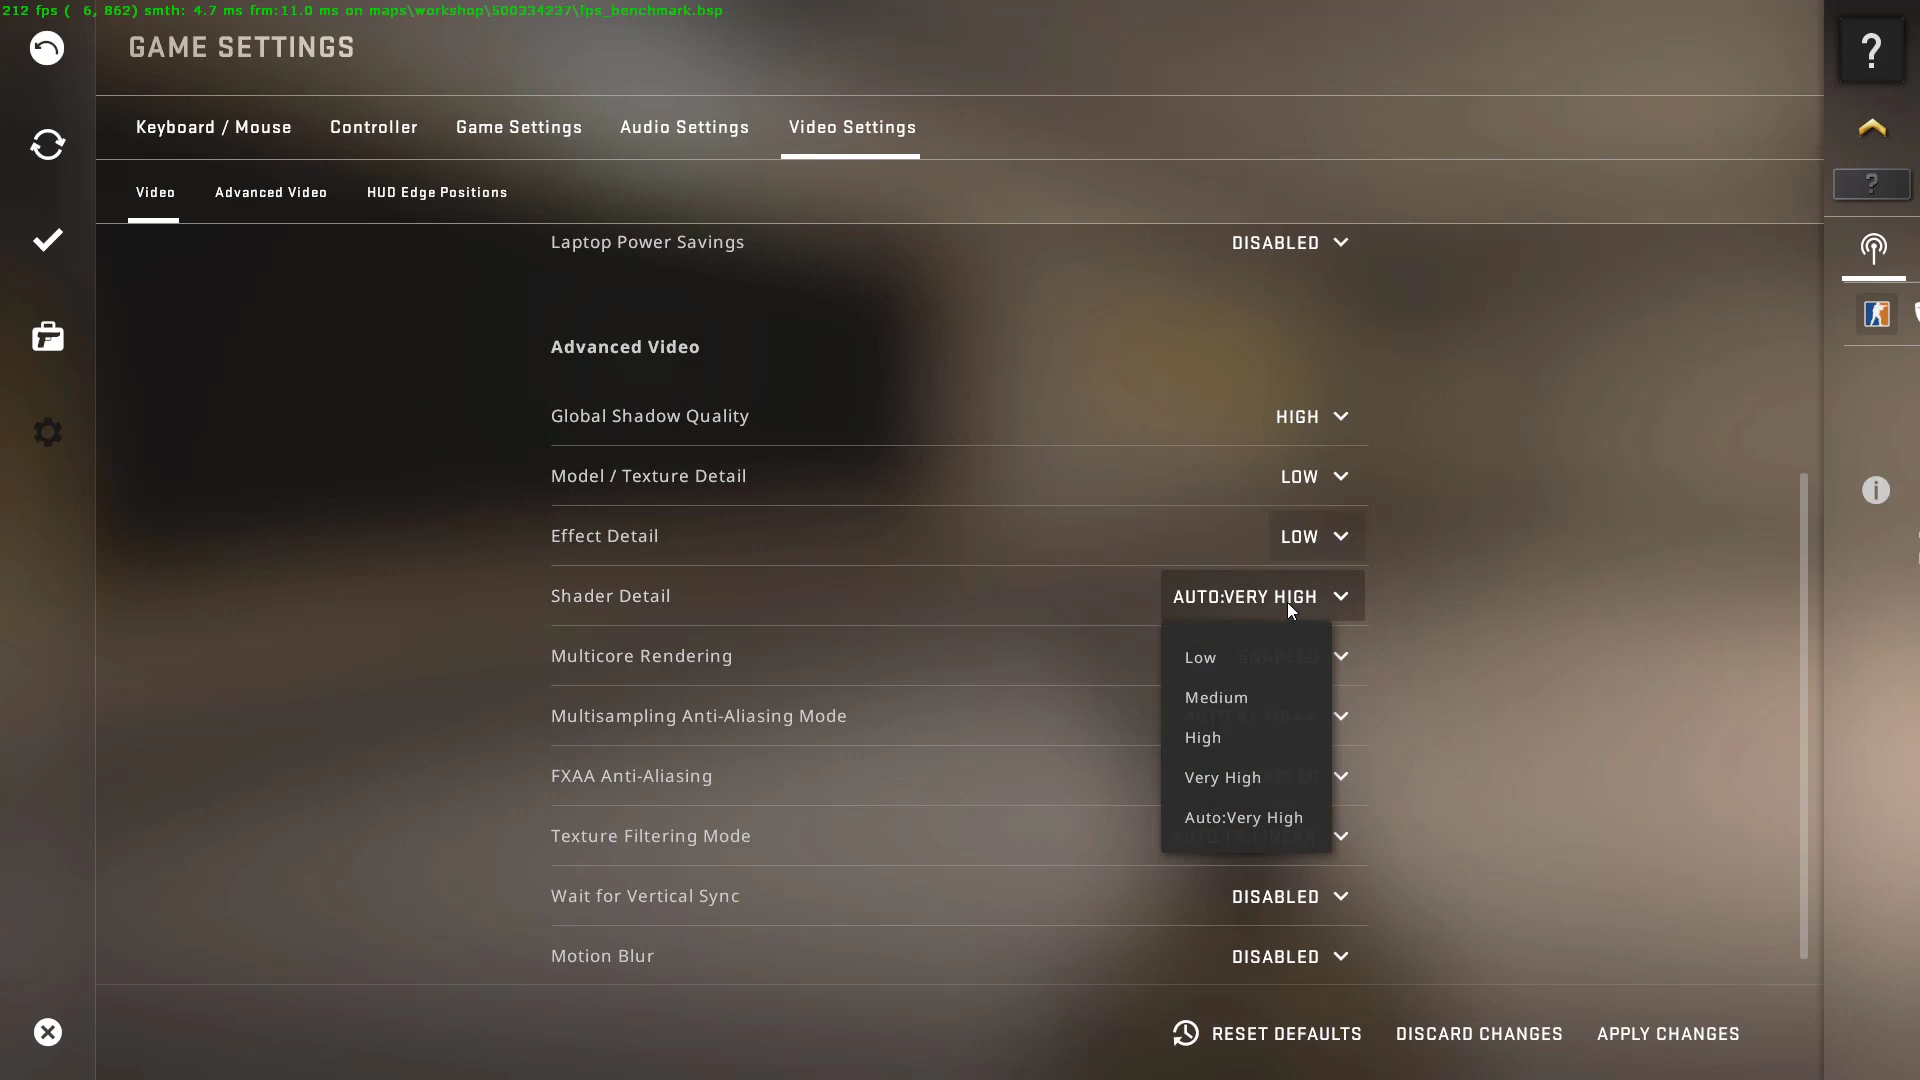 212 fps ( 6, 862) smth: 4.7 ms frm:11.0 ms on maps\workshop\500334237\fps_benchmark.bsp
GAME SETTINGS
?
Keyboard / Mouse Controller Game Settings Audio Settings Video Settings
Video Advanced Video HUD Edge Positions
?
Laptop Power Savings DISABLED
Advanced Video
Global Shadow Quality HIGH
Model / Texture Detail LOW
Effect Detail LOW
Shader Detail AUTO:VERY HIGH
Multicore Rendering
Low
Medium
Multisampling Anti-Aliasing Mode
High
FXAA Anti-Aliasing
Very High
Auto:Very High
Texture Filtering Mode
Wait for Vertical Sync DISABLED
Motion Blur DISABLED
RESET DEFAULTS DISCARD CHANGES APPLY CHANGES